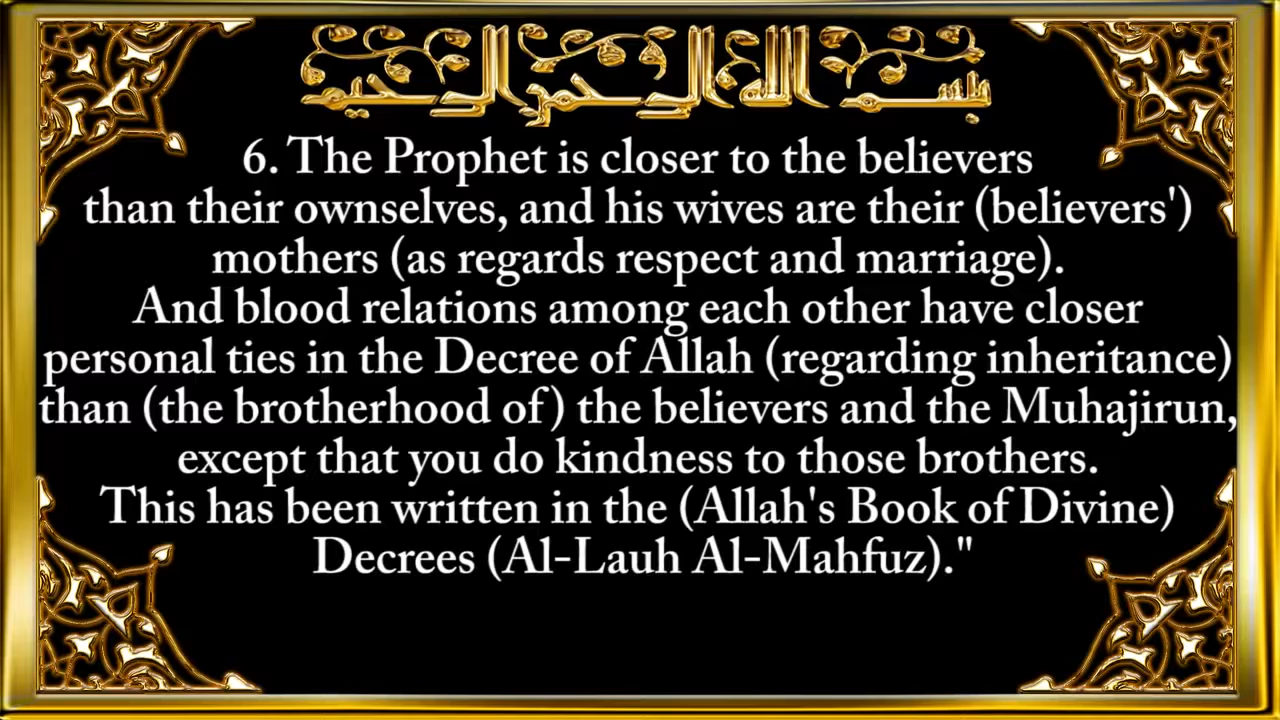 بسم الله الرحمن الرحيم
6. The Prophet is closer to the believers
than their ownselves, and his wives are their (believers')
mothers (as regards respect and marriage).
And blood relations among each other have closer
personal ties in the Decree of Allah (regarding inheritance)
than (the brotherhood of) the believers and the Muhajirun,
except that you do kindness to those brothers.
This has been written in the (Allah's Book of Divine)
Decrees (Al-Lauh Al-Mahfuz)."